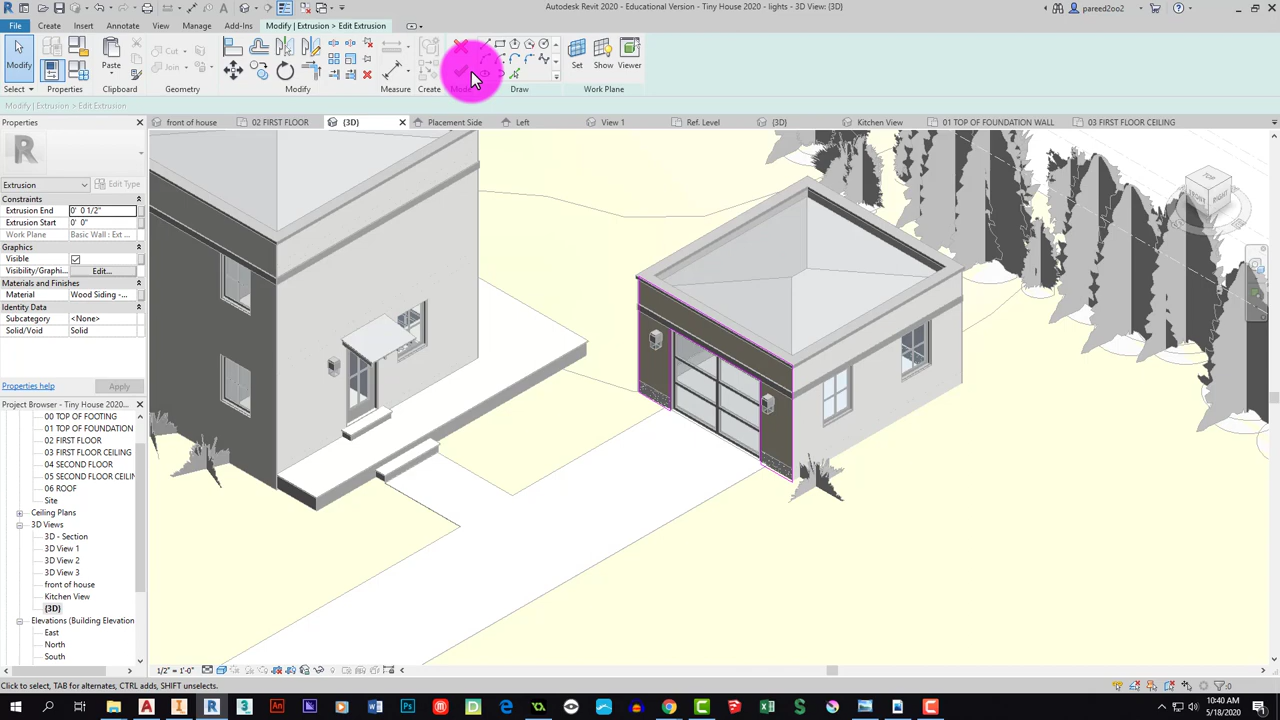 Autodesk Revit 2020 - Educational Version - Tiny House 2020 - lights - 3D View: {3D}
pareed2oo2
File Create Insert Annotate View Manage Add-Ins Modify | Extrusion > Edit Extrusion
Modify
Paste
Cut
Join
Set Show Viewer
Select Properties Clipboard Geometry Modify Measure Create Mode Draw Work Plane
Modify | Extrusion > Edit Extrusion
Properties
front of house
02 FIRST FLOOR
{3D}
Placement Side
Left
View 1
Ref. Level
{3D}
Kitchen View
01 TOP OF FOUNDATION WALL
03 FIRST FLOOR CEILING
Extrusion
Edit Type
Constraints
Extrusion End 0' 0 1/2"
Extrusion Start 0' 0"
Work Plane Basic Wall : Ext ...
Graphics
Visible
Visibility/Graphi... Edit...
Materials and Finishes
Material Wood Siding -...
Identity Data
Subcategory <None>
Solid/Void Solid
Properties help
Apply
Project Browser - Tiny House 2020 - ...
00 TOP OF FOOTING
01 TOP OF FOUNDATION
02 FIRST FLOOR
03 FIRST FLOOR CEILING
04 SECOND FLOOR
05 SECOND FLOOR CEILIN
06 ROOF
Site
Ceiling Plans
3D Views
3D - Section
3D View 1
3D View 2
3D View 3
front of house
Kitchen View
{3D}
Elevations (Building Elevation
East
North
South
TOP
FRONT
RIGHT
1/2" = 1'-0"
Click to select, TAB for alternates, CTRL adds, SHIFT unselects.
:0
10:40 AM
5/18/2020